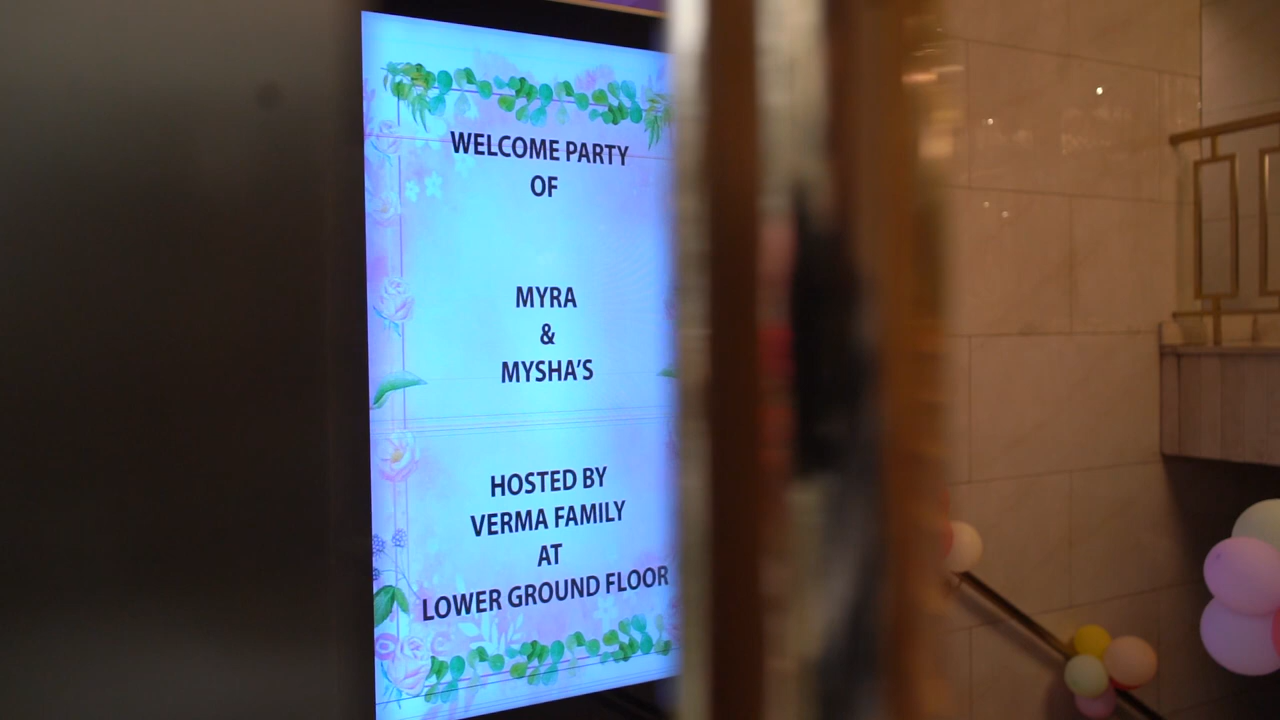 WELCOME PARTY
OF
MYRA
&
MYSHA'S
HOSTED BY
VERMA FAMILY
AT
LOWER GROUND FLOOR